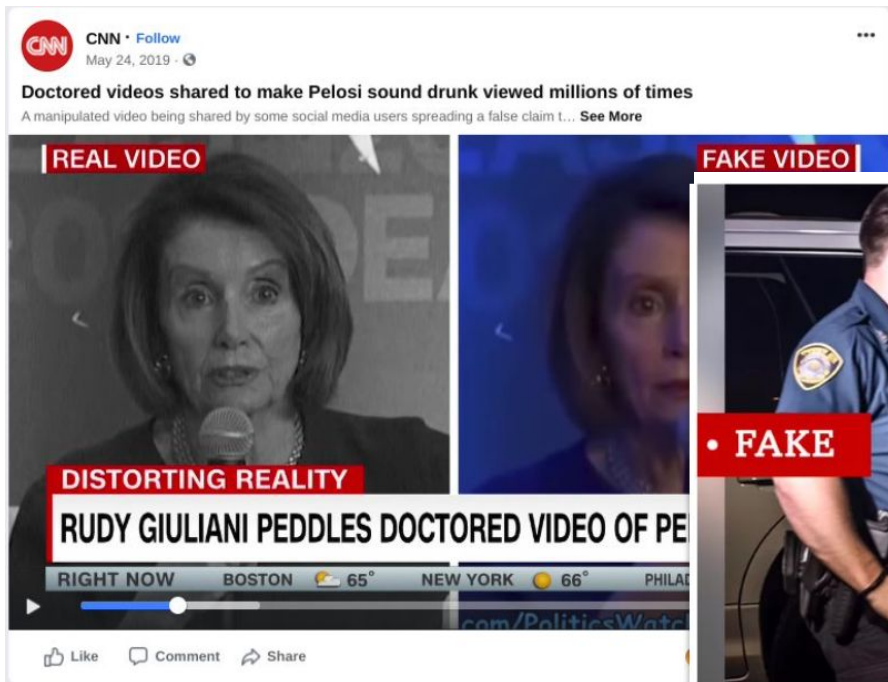 CNN
CNN · Follow
May 24, 2019 ·
Doctored videos shared to make Pelosi sound drunk viewed millions of times
A manipulated video being shared by some social media users spreading a false claim t... See More
REAL VIDEO
FAKE VIDEO
• FAKE
DISTORTING REALITY
RUDY GIULIANI PEDDLES DOCTORED VIDEO OF PE
RIGHT NOW BOSTON 65° NEW YORK 66° PHILAD
com/PoliticsWatc
Like Comment Share